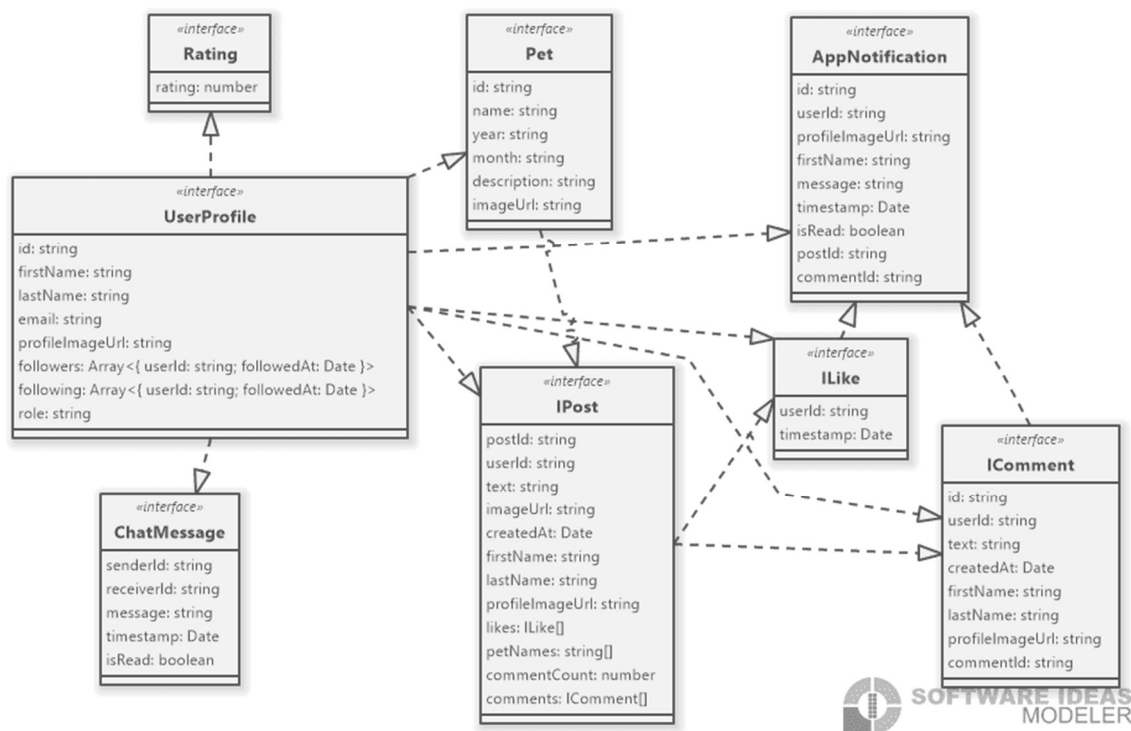 «interface»
Rating
rating: number
«interface»
Pet
id: string
name: string
year: string
month: string
description: string
imageUrl: string
«interface»
AppNotification
id: string
userId: string
profileImageUrl: string
firstName: string
message: string
timestamp: Date
isRead: boolean
postId: string
commentId: string
«interface»
UserProfile
id: string
firstName: string
lastName: string
email: string
profileImageUrl: string
followers: Array<{ userId: string; followedAt: Date }>
following: Array<{ userId: string; followedAt: Date }>
role: string
«interface»
ILike
userId: string
timestamp: Date
«interface»
IPost
postId: string
userId: string
text: string
imageUrl: string
createdAt: Date
firstName: string
lastName: string
profileImageUrl: string
likes: ILike[]
petNames: string[]
commentCount: number
comments: IComment[]
«interface»
IComment
id: string
userId: string
text: string
createdAt: Date
firstName: string
lastName: string
profileImageUrl: string
commentId: string
«interface»
ChatMessage
senderId: string
receiverId: string
message: string
timestamp: Date
isRead: boolean
SOFTWARE IDEAS
MODELER